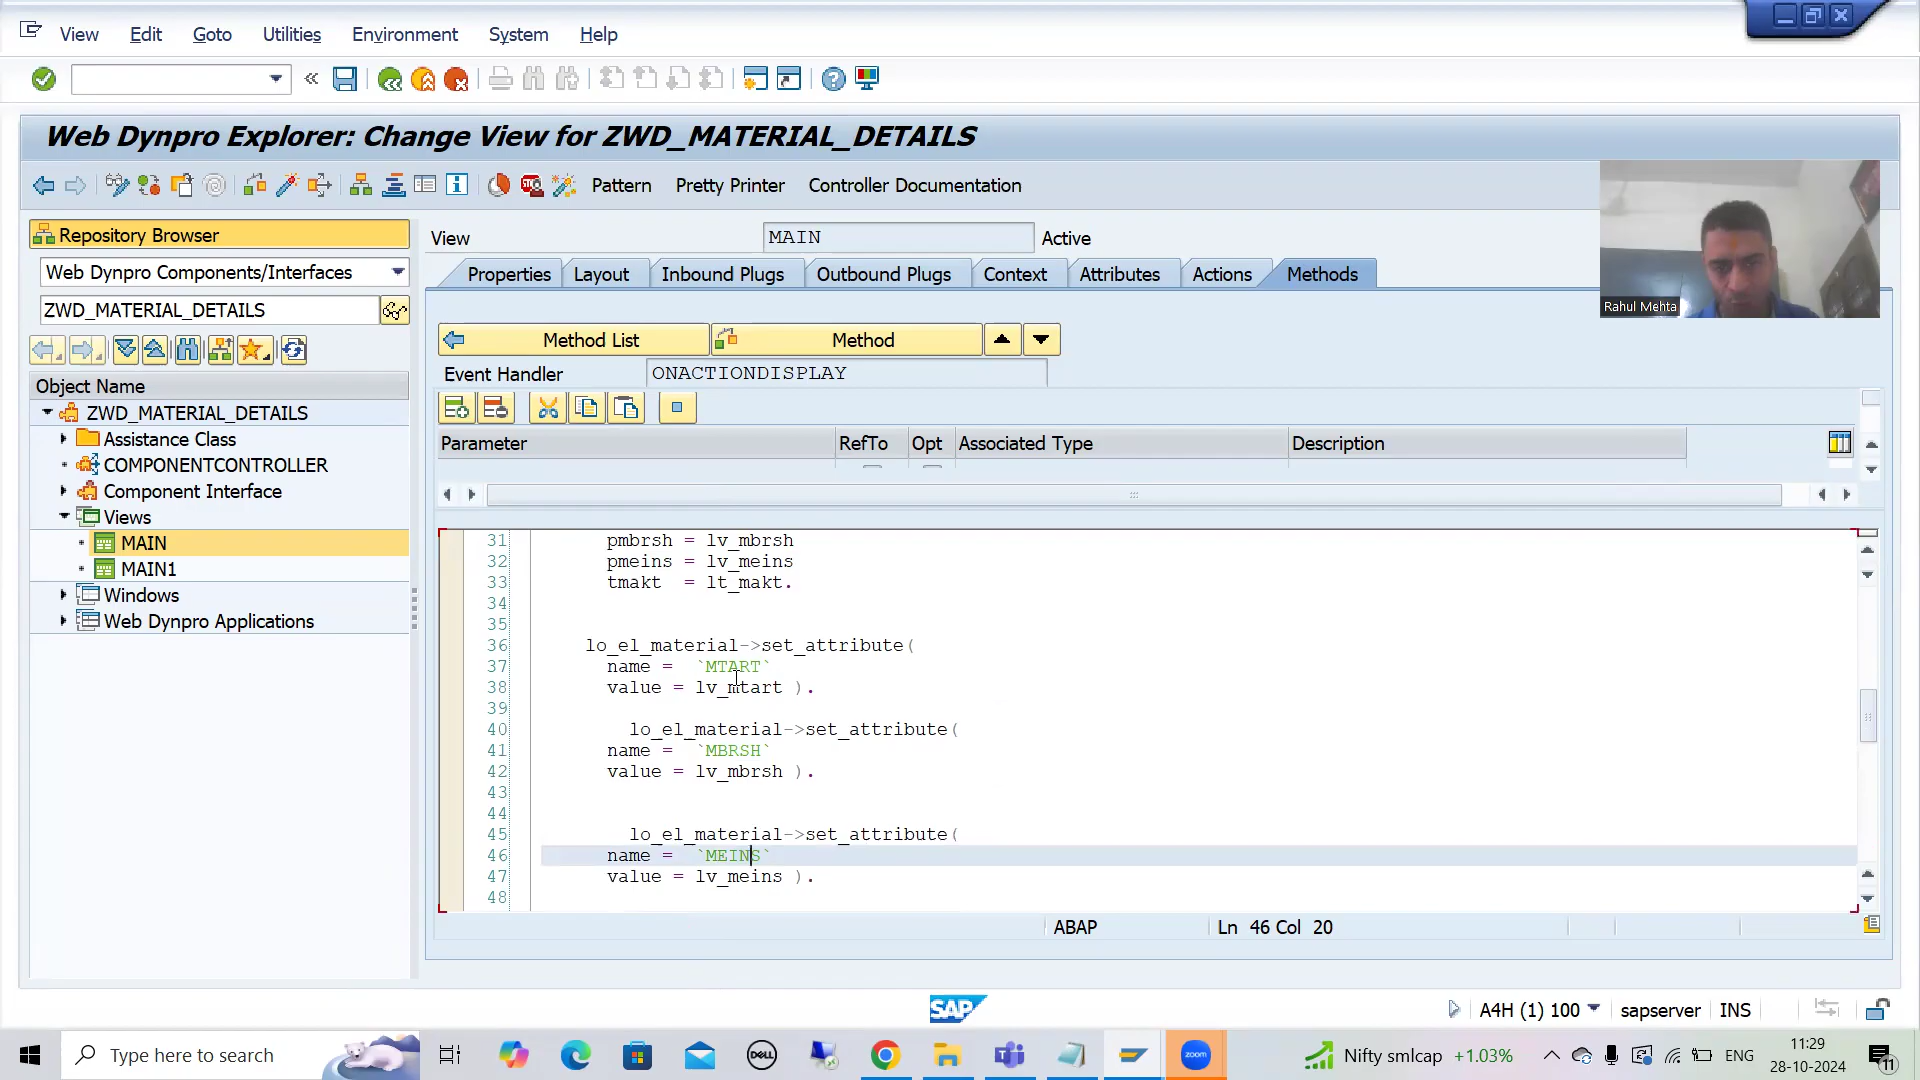 View Edit Goto Utilities Environment System Help
«
Web Dynpro Explorer: Change View for ZWD_MATERIAL_DETAILS
Pattern Pretty Printer Controller Documentation
Rahul Mehta
Repository Browser
Web Dynpro Components/Interfaces
ZWD_MATERIAL_DETAILS
Object Name
ZWD_MATERIAL_DETAILS
Assistance Class
COMPONENTCONTROLLER
Component Interface
Views
MAIN
MAIN1
Windows
Web Dynpro Applications
View MAIN Active
Properties Layout Inbound Plugs Outbound Plugs Context Attributes Actions Methods
Method List Method
Event Handler ONACTIONDISPLAY
Parameter RefTo Opt Associated Type Description
31 pmbrsh = lv_mbrsh
32 pmeins = lv_meins
33 tmakt = lt_makt.
34
35
36 lo_el_material->set_attribute(
37 name = `MTART`
38 value = lv_mtart ).
39
40 lo_el_material->set_attribute(
41 name = `MBRSH`
42 value = lv_mbrsh ).
43
44
45 lo_el_material->set_attribute(
46 name = `MEINS`
47 value = lv_meins ).
48
ABAP Ln 46 Col 20
SAP
A4H (1) 100 sapserver INS
Type here to search
DELL
zoom
Nifty smlcap +1.03%
ENG
11:29
28-10-2024
11